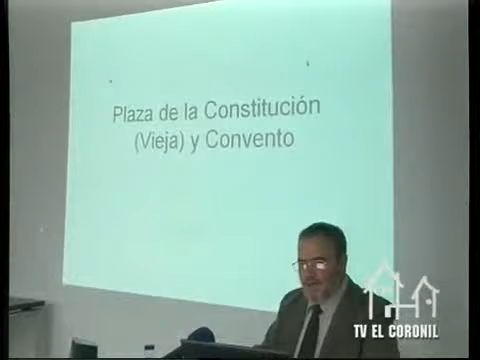 Plaza de la Constitución
(Vieja) y Convento
TV EL CORONIL